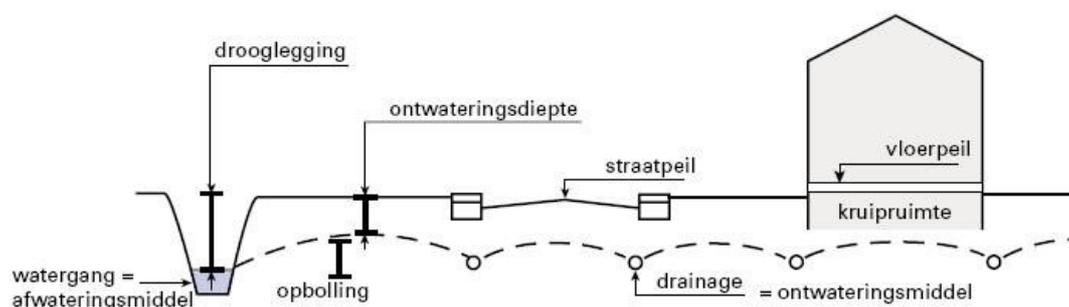 drooglegging
ontwateringsdiepte
straatpeil
vloerpeil
kruipruimte
watergang =
afwateringsmiddel
opbolling
drainage = ontwateringsmiddel